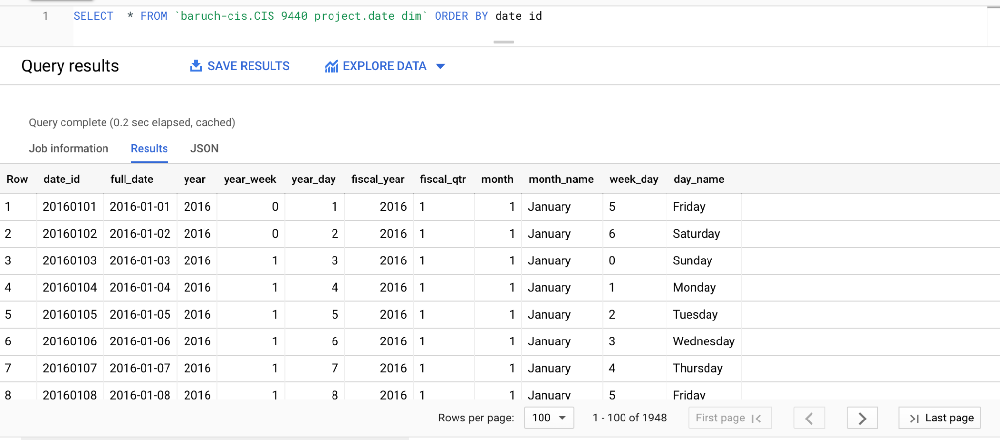 1 SELECT * FROM `baruch-cis.CIS_9440_project.date_dim` ORDER BY date_id
Query results SAVE RESULTS EXPLORE DATA
Query complete (0.2 sec elapsed, cached)
Job information Results JSON
Row date_id full_date year year_week year_day fiscal_year fiscal_qtr month month_name week_day day_name
1 20160101 2016-01-01 2016 0 1 2016 1 1 January 5 Friday
2 20160102 2016-01-02 2016 0 2 2016 1 1 January 6 Saturday
3 20160103 2016-01-03 2016 1 3 2016 1 1 January 0 Sunday
4 20160104 2016-01-04 2016 1 4 2016 1 1 January 1 Monday
5 20160105 2016-01-05 2016 1 5 2016 1 1 January 2 Tuesday
6 20160106 2016-01-06 2016 1 6 2016 1 1 January 3 Wednesday
7 20160107 2016-01-07 2016 1 7 2016 1 1 January 4 Thursday
8 20160108 2016-01-08 2016 1 8 2016 1 1 January 5 Friday
Rows per page: 100 1 - 100 of 1948 First page Last page